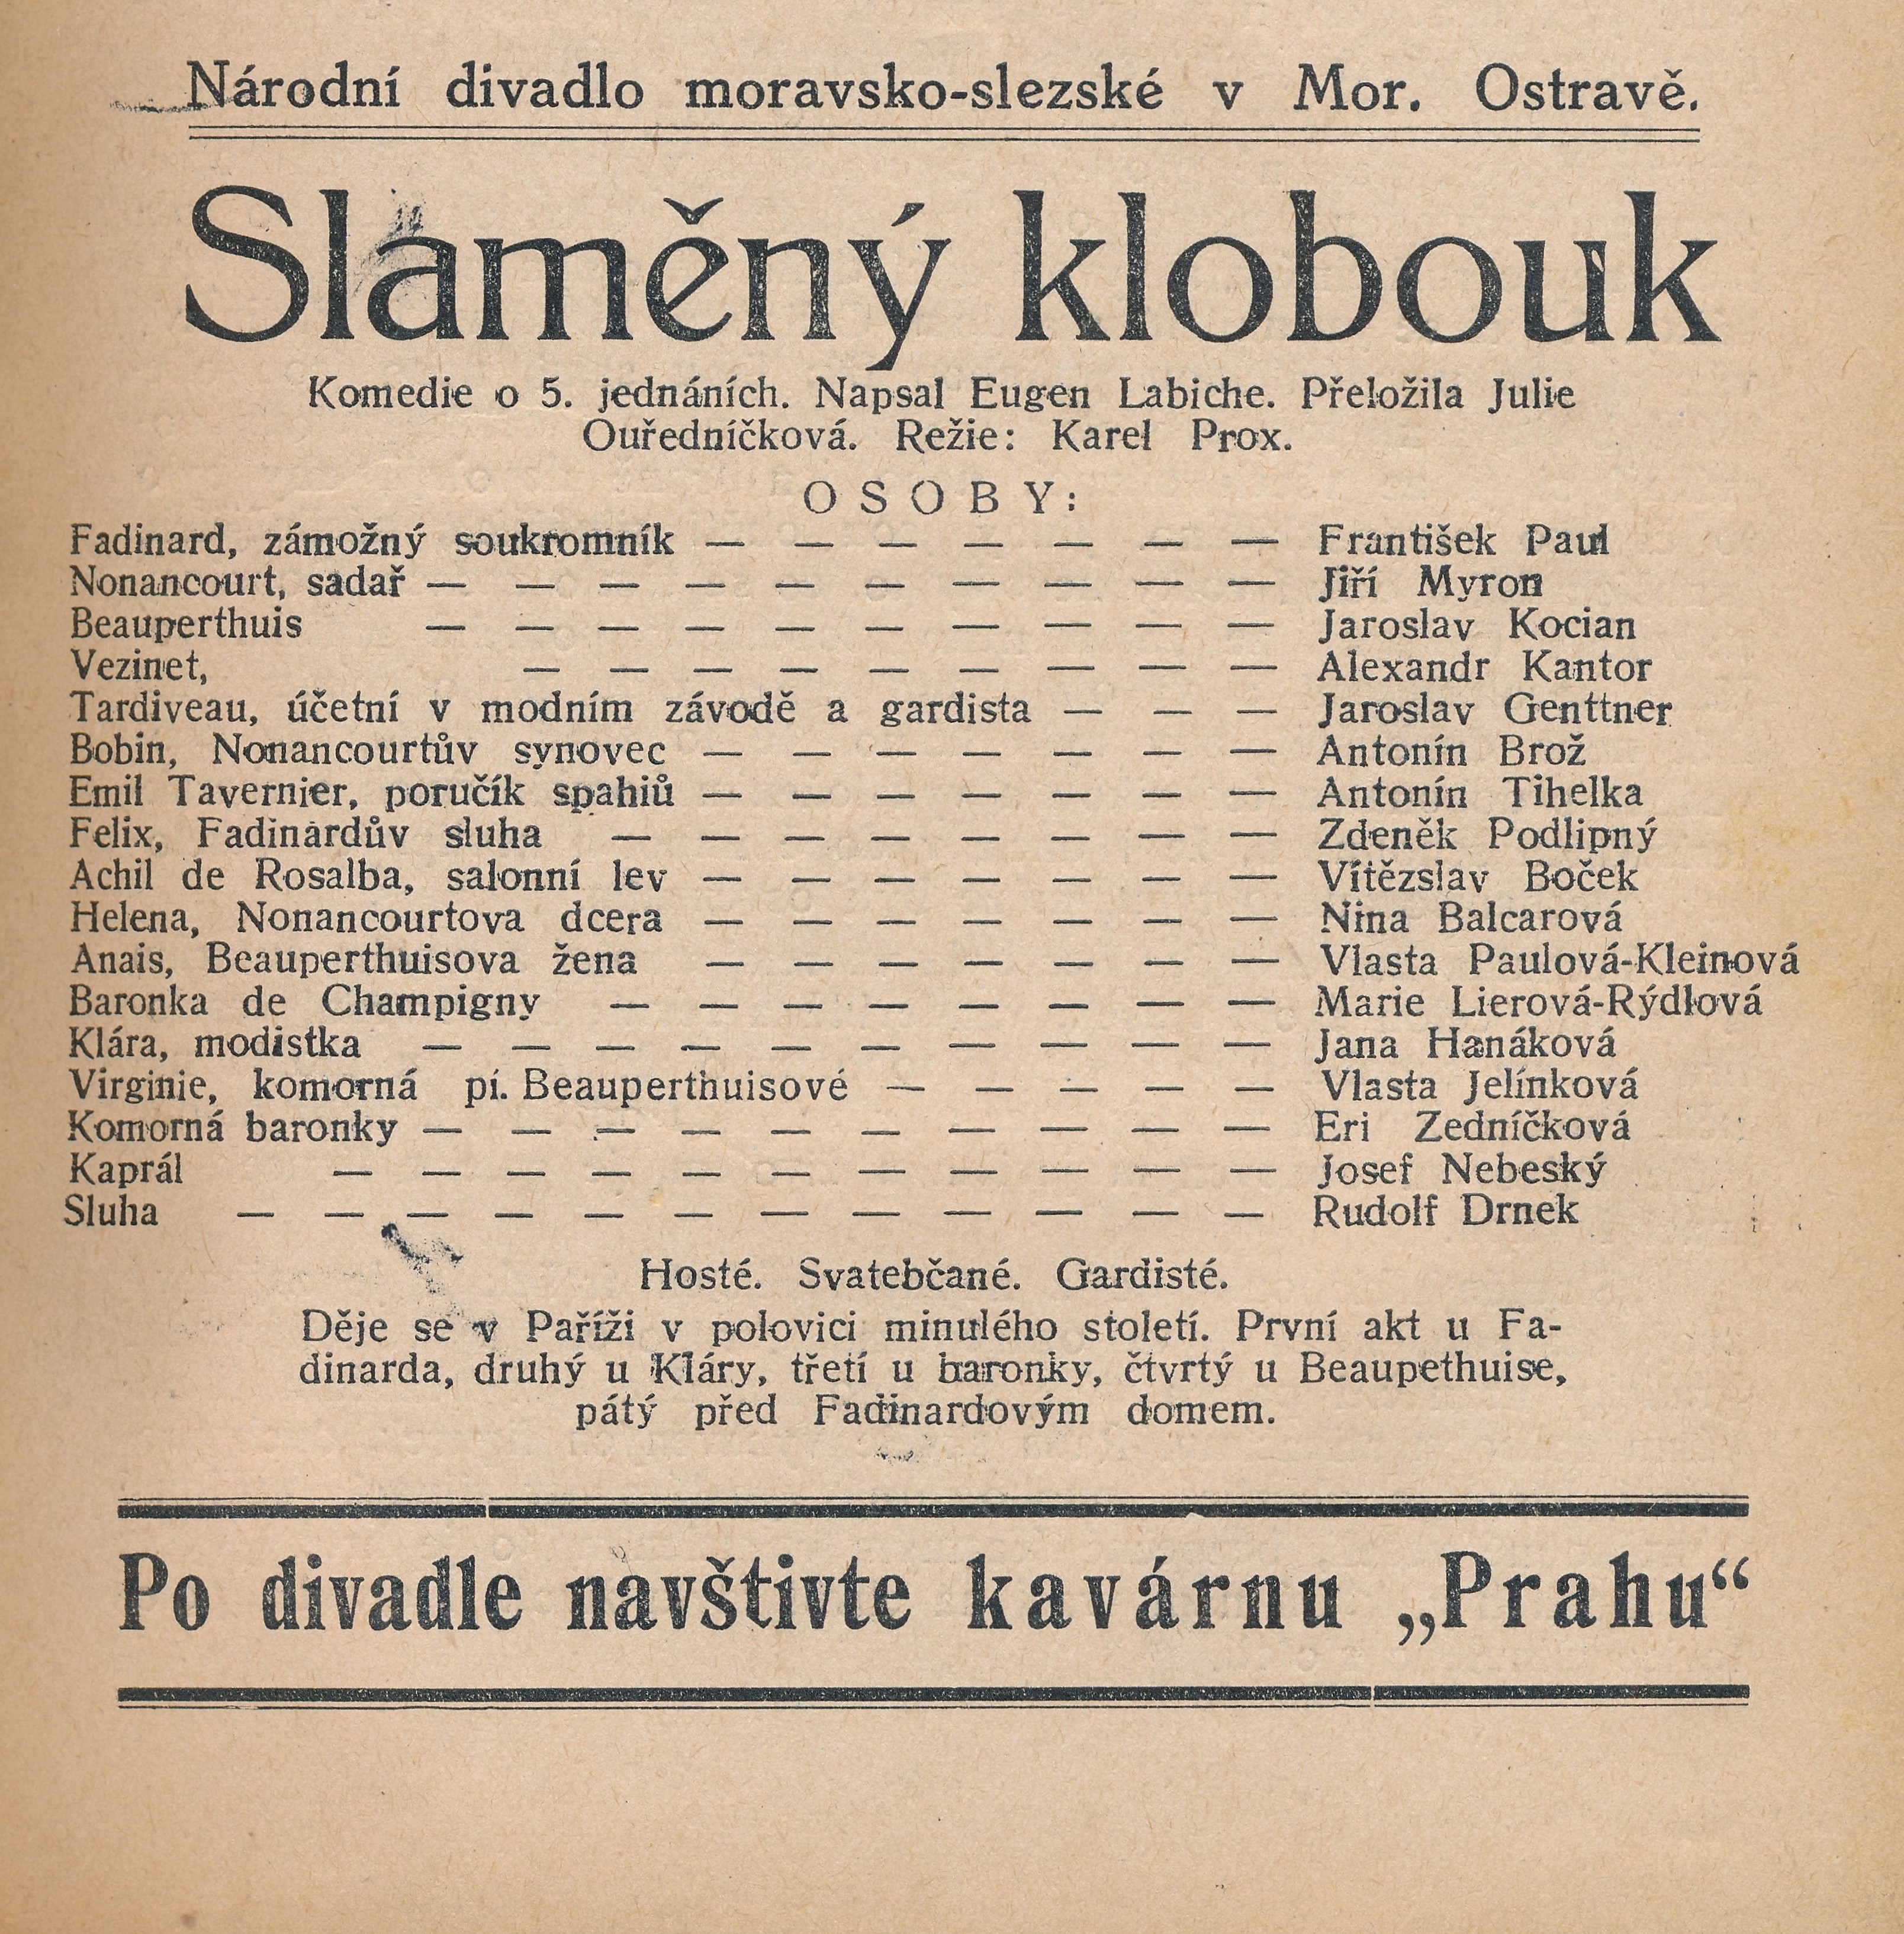 Národní divadlo moravsko-slezské v Mor. Ostravě.
Slaměný klobouk
Komedie o 5. jednáních. Napsal Eugen Labiche. Přeložila Julie
Ouředníčková. Režie: Karel Prox.
OSOBY:
Fadinard, zámožný soukromník — — — — — — — František Paul
Nonancourt, sadař — — — — — — — — — — Jiří Myron
Beauperthuis — — — — — — — — — — Jaroslav Kocian
Vezinet, — — — — — — — — — Alexandr Kantor
Tardiveau, účetní v modním závodě a gardista — — — Jaroslav Genttner
Bobin, Nonancourtův synovec — — — — — — — Antonín Brož
Emil Tavernier, poručík spahiů — — — — — — — Antonín Tihelka
Felix, Fadinardův sluha — — — — — — — — Zdeněk Podlipný
Achil de Rosalba, salonní lev — — — — — — — Vítězslav Boček
Helena, Nonancourtova dcera — — — — — — — Nina Balcarová
Anais, Beauperthuisova žena — — — — — — — Vlasta Paulová-Kleinová
Baronka de Champigny — — — — — — — — Marie Lierová-Rýdlová
Klára, modistka — — — — — — — — — — Jana Hanáková
Virginie, komorná pí. Beauperthuisové — — — — — Vlasta Jelínková
Komorná baronky — — — — — — — — — — Eri Zedníčková
Kaprál — — — — — — — — — — — Josef Nebeský
Sluha — — — — — — — — — — — — Rudolf Drnek
Hosté. Svatebčané. Gardisté.
Děje se v Paříži v polovici minulého století. První akt u Fa-
dinarda, druhý u Kláry, třetí u baronky, čtvrtý u Beaupethuise,
pátý před Fadinardovým domem.
Po divadle navštivte kavárnu „Prahu“